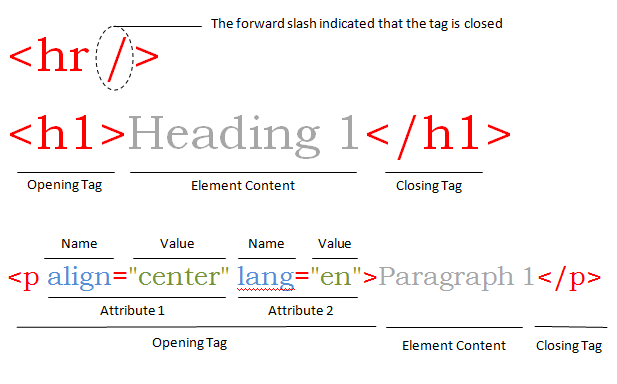 The forward slash indicated that the tag is closed
<hr />
<h1>Heading 1</h1>
Opening Tag Element Content Closing Tag
Name Value Name Value
<p align="center" lang="en">Paragraph 1</p>
Attribute 1 Attribute 2
Opening Tag Element Content Closing Tag